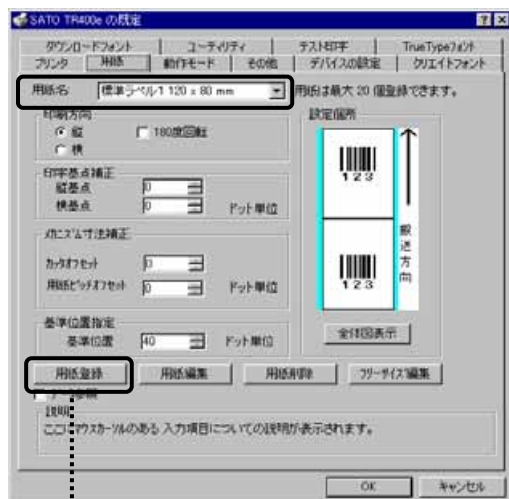 SATO TR400e の既定
ダウンロードフォント ユーティリティ テスト印字 TrueTypeフォント
プリンタ 用紙 動作モード その他 デバイスの設定 クリエイトフォント
用紙名 標準ラベル1 120 x 80 mm 用紙は最大 20 個登録できます。
印刷方向 設定個所
縦 180度回転
横
123
印字基点補正
縦基点 0
横基点 0 ドット単位
メカニズム寸法補正
カッタオフセット 0
用紙ピッチオフセット 0 ドット単位
搬送方向
123
基準位置指定
基準位置 40 ドット単位
全体図表示
用紙登録 用紙編集 用紙削除 フリーサイズ編集
説明
ここにマウスカーソルのある 入力項目についての説明が表示されます。
OK キャンセル